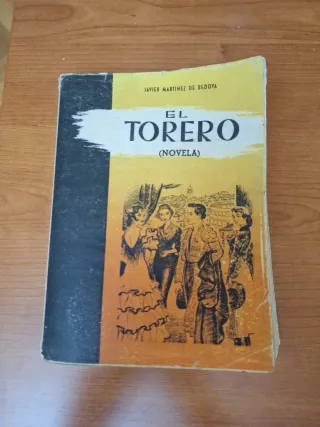 JAVIER MARTINEZ DE BEDOYA
EL
TORERO
(NOVELA)